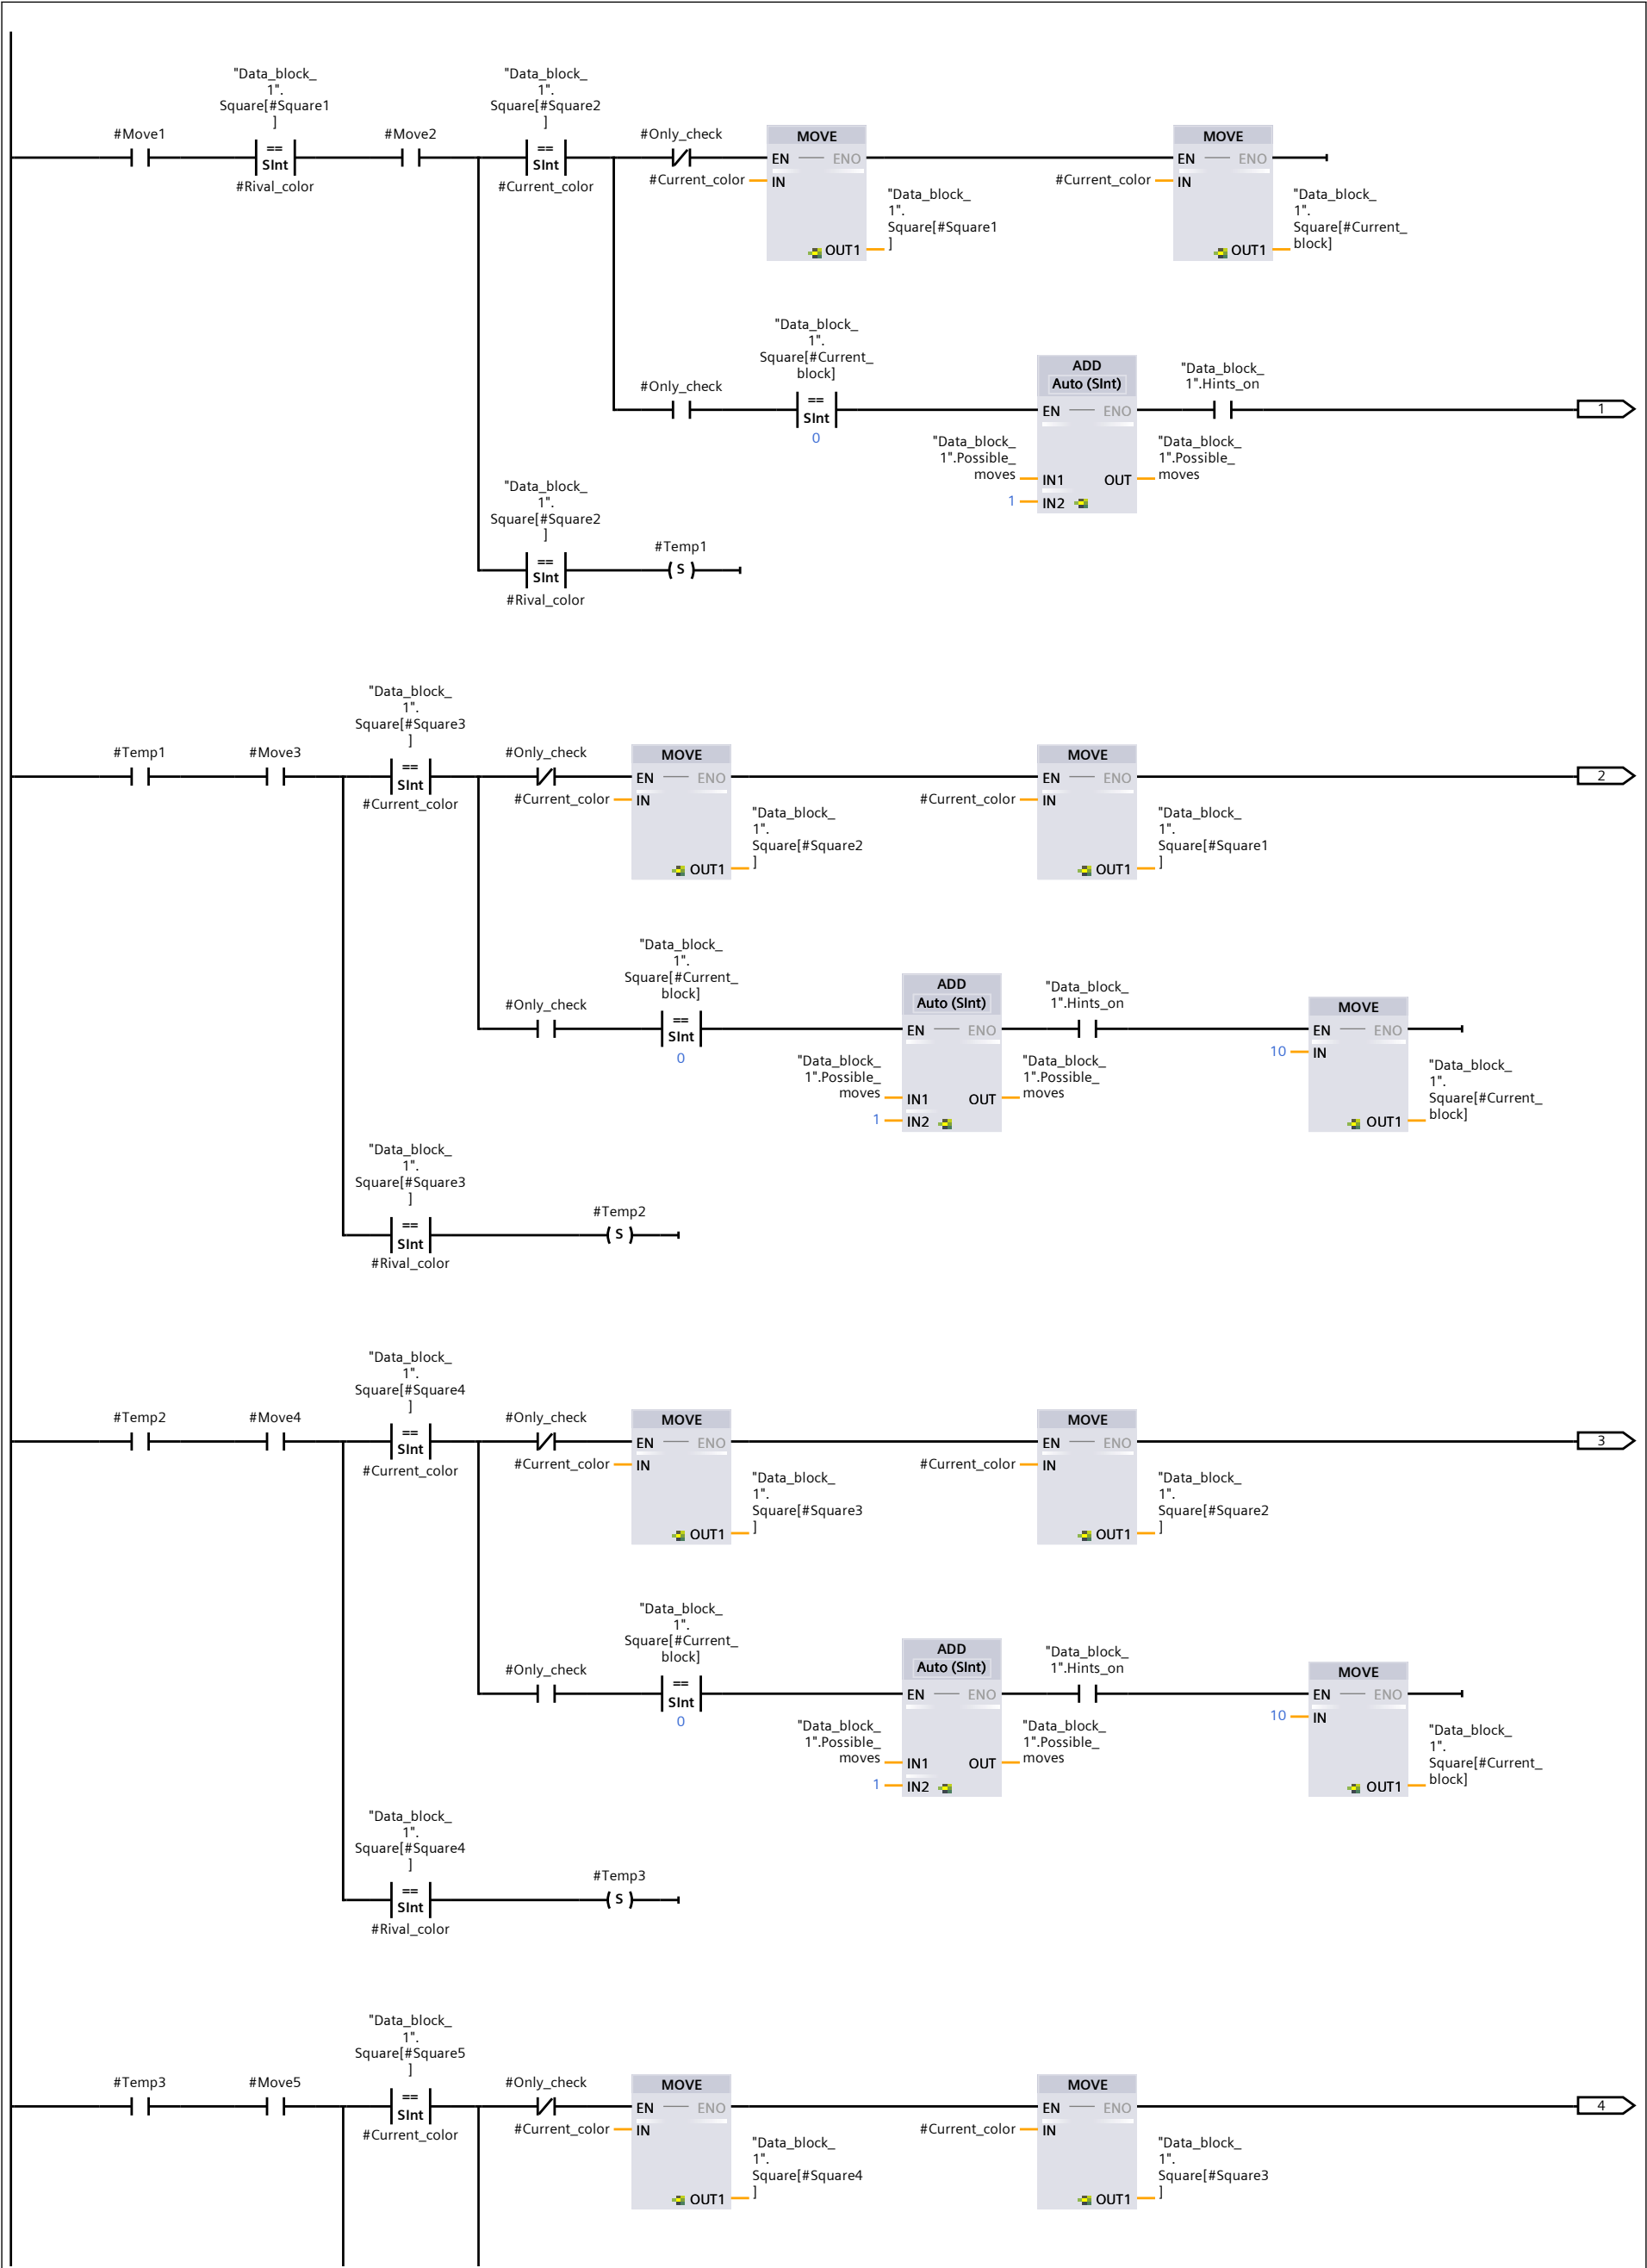 "Data_block_
1".
Square[#Square1
]
"Data_block_
1".
Square[#Square2
]
#Move1
#Move2
#Only_check
==
SInt
==
SInt
#Rival_color
#Current_color
MOVE
EN ENO
#Current_color IN
OUT1
"Data_block_
1".
Square[#Square1
]
MOVE
EN ENO
#Current_color IN
OUT1
"Data_block_
1".
Square[#Current_
block]
#Only_check
"Data_block_
1".
Square[#Current_
block]
==
SInt
0
ADD
Auto (SInt)
EN ENO
"Data_block_
1".Possible_
moves IN1
1 IN2
OUT
"Data_block_
1".Possible_
moves
"Data_block_
1".Hints_on
1
"Data_block_
1".
Square[#Square2
]
==
SInt
#Rival_color
#Temp1
S
#Temp1
#Move3
"Data_block_
1".
Square[#Square3
]
==
SInt
#Current_color
#Only_check
MOVE
EN ENO
#Current_color IN
OUT1
"Data_block_
1".
Square[#Square2
]
MOVE
EN ENO
#Current_color IN
OUT1
"Data_block_
1".
Square[#Square1
]
2
#Only_check
"Data_block_
1".
Square[#Current_
block]
==
SInt
0
ADD
Auto (SInt)
EN ENO
"Data_block_
1".Possible_
moves IN1
1 IN2
OUT
"Data_block_
1".Possible_
moves
"Data_block_
1".Hints_on
MOVE
EN ENO
10 IN
OUT1
"Data_block_
1".
Square[#Current_
block]
"Data_block_
1".
Square[#Square3
]
==
SInt
#Rival_color
#Temp2
S
#Temp2
#Move4
"Data_block_
1".
Square[#Square4
]
==
SInt
#Current_color
#Only_check
MOVE
EN ENO
#Current_color IN
OUT1
"Data_block_
1".
Square[#Square3
]
MOVE
EN ENO
#Current_color IN
OUT1
"Data_block_
1".
Square[#Square2
]
3
#Only_check
"Data_block_
1".
Square[#Current_
block]
==
SInt
0
ADD
Auto (SInt)
EN ENO
"Data_block_
1".Possible_
moves IN1
1 IN2
OUT
"Data_block_
1".Possible_
moves
"Data_block_
1".Hints_on
MOVE
EN ENO
10 IN
OUT1
"Data_block_
1".
Square[#Current_
block]
"Data_block_
1".
Square[#Square4
]
==
SInt
#Rival_color
#Temp3
S
#Temp3
#Move5
"Data_block_
1".
Square[#Square5
]
==
SInt
#Current_color
#Only_check
MOVE
EN ENO
#Current_color IN
OUT1
"Data_block_
1".
Square[#Square4
]
MOVE
EN ENO
#Current_color IN
OUT1
"Data_block_
1".
Square[#Square3
]
4